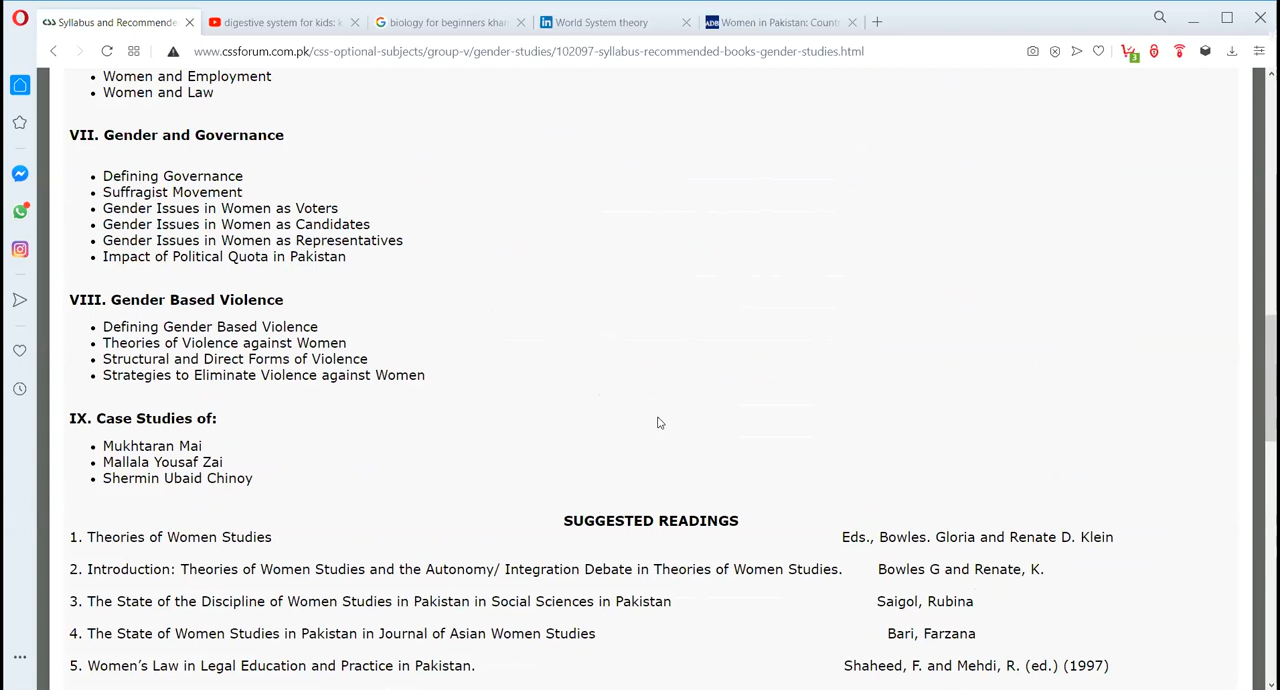 Syllabus and Recommende
digestive system for kids: k
biology for beginners khan
World System theory
ADB
Women in Pakistan: Count
www.cssforum.com.pk/css-optional-subjects/group-v/gender-studies/102097-syllabus-recommended-books-gender-studies.html
3
• Women and Employment
• Women and Law
VII. Gender and Governance
• Defining Governance
• Suffragist Movement
• Gender Issues in Women as Voters
• Gender Issues in Women as Candidates
• Gender Issues in Women as Representatives
• Impact of Political Quota in Pakistan
VIII. Gender Based Violence
• Defining Gender Based Violence
• Theories of Violence against Women
• Structural and Direct Forms of Violence
• Strategies to Eliminate Violence against Women
IX. Case Studies of:
• Mukhtaran Mai
• Mallala Yousaf Zai
• Shermin Ubaid Chinoy
SUGGESTED READINGS
1. Theories of Women Studies Eds., Bowles. Gloria and Renate D. Klein
2. Introduction: Theories of Women Studies and the Autonomy/ Integration Debate in Theories of Women Studies. Bowles G and Renate, K.
3. The State of the Discipline of Women Studies in Pakistan in Social Sciences in Pakistan Saigol, Rubina
4. The State of Women Studies in Pakistan in Journal of Asian Women Studies Bari, Farzana
5. Women's Law in Legal Education and Practice in Pakistan. Shaheed, F. and Mehdi, R. (ed.) (1997)